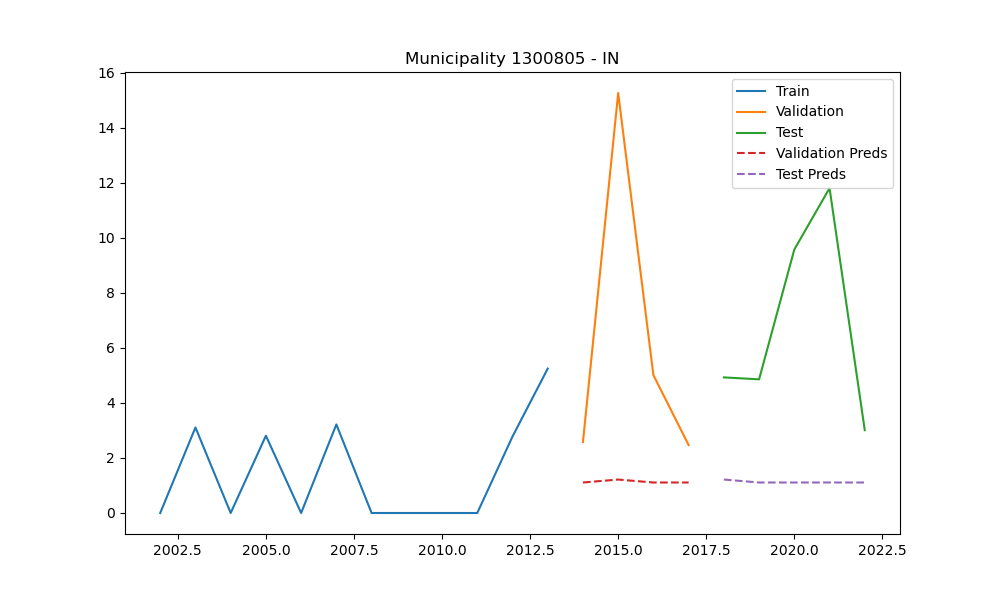 Municipality 1300805 - IN
16
14
12
10
8
6
4
2
0
Train
Validation
Test
Validation Preds
Test Preds
2002.5 2005.0 2007.5 2010.0 2012.5 2015.0 2017.5 2020.0 2022.5